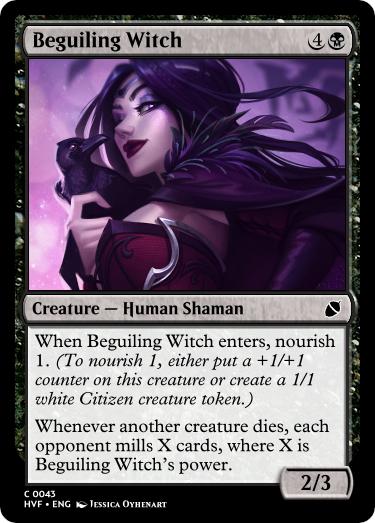 Beguiling Witch 4
Creature — Human Shaman
When Beguiling Witch enters, nourish
1. (To nourish 1, either put a +1/+1
counter on this creature or create a 1/1
white Citizen creature token.)
Whenever another creature dies, each
opponent mills X cards, where X is
Beguiling Witch's power.
2/3
C 0043
HVF • ENG Jessica Oyhenart